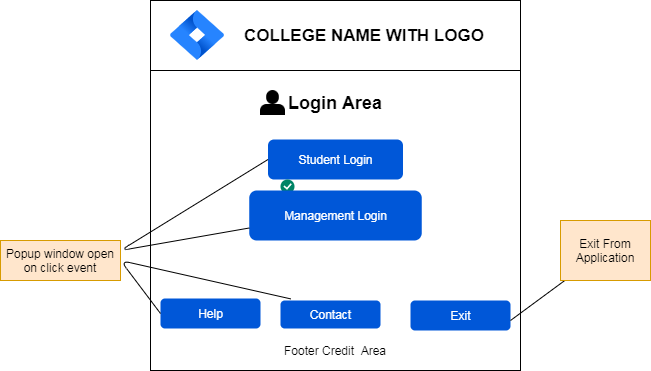 COLLEGE NAME WITH LOGO
Login Area
Student Login
Management Login
Popup window open
on click event
Exit From
Application
Help
Contact
Exit
Footer Credit Area